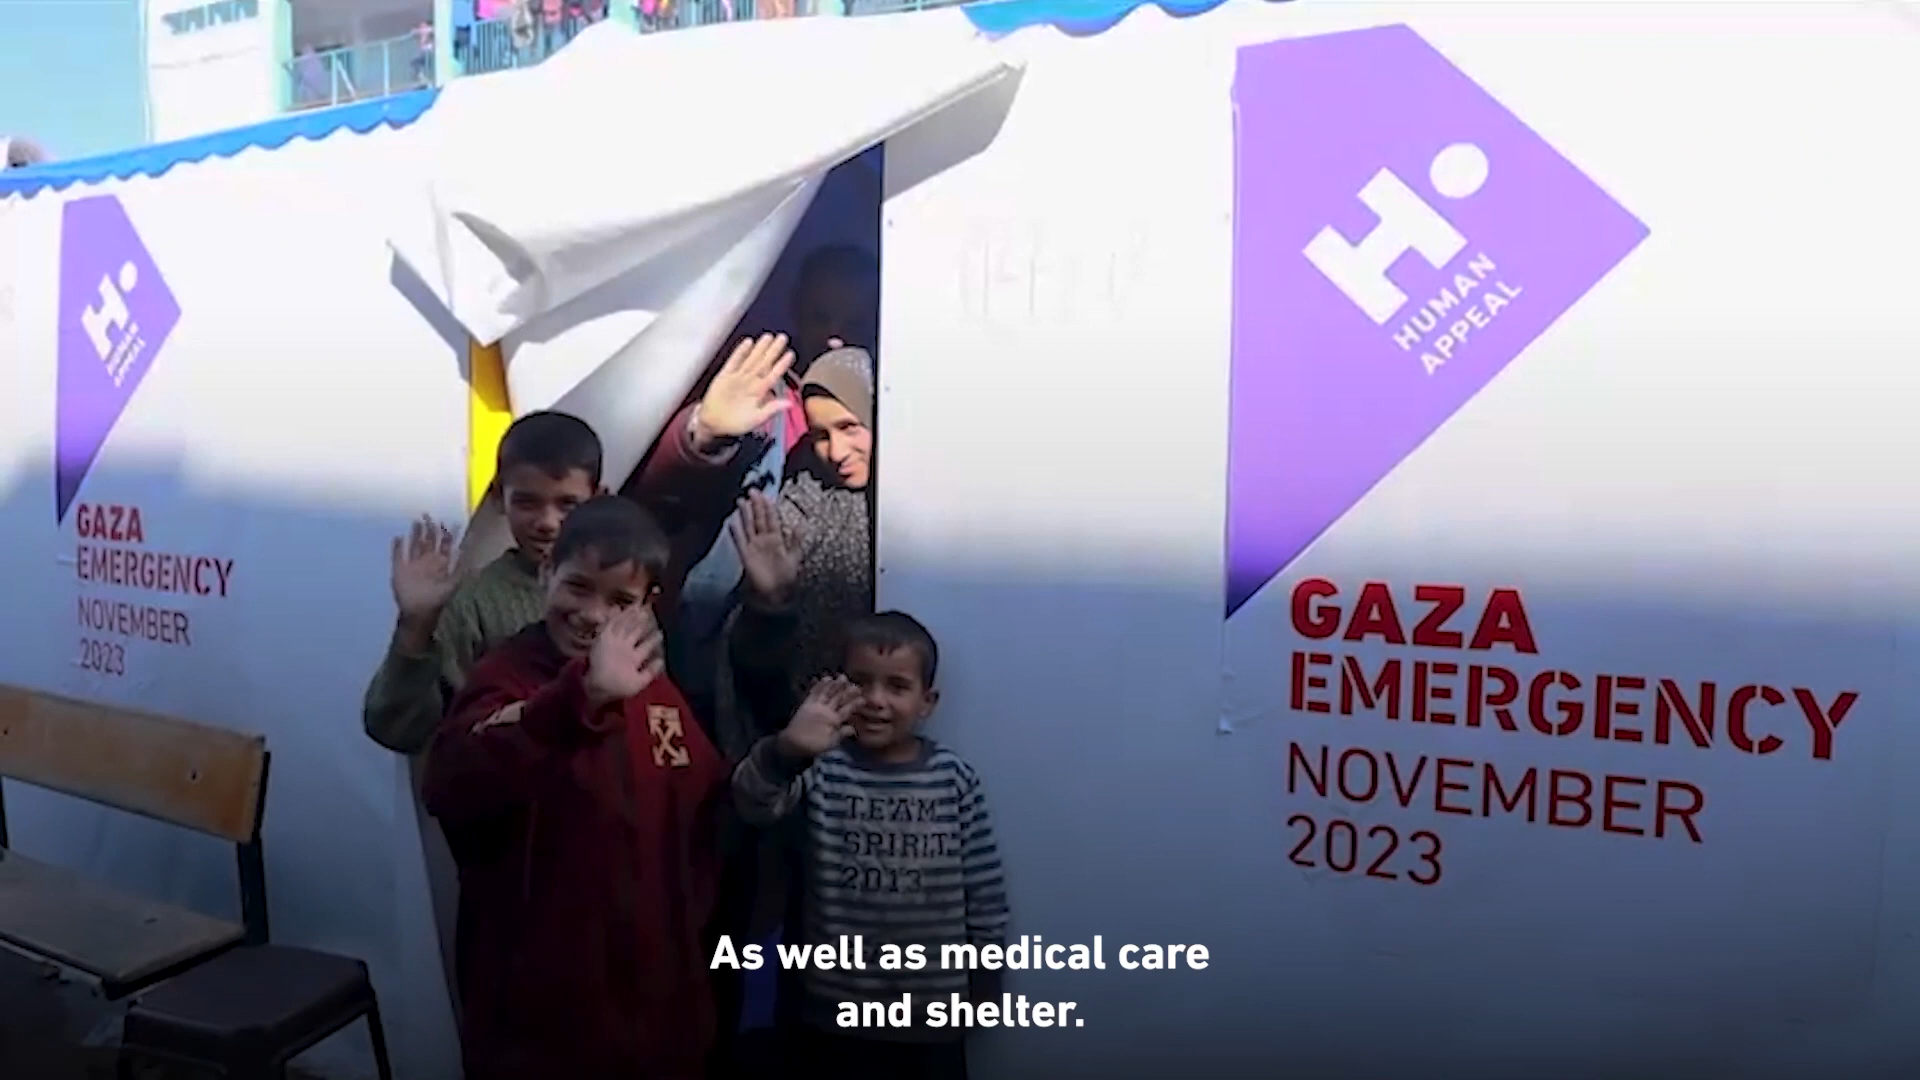 H
HUMAN
APPEAL
GAZA
EMERGENCY
NOVEMBER
2023
H
HUMAN
APPEAL
GAZA
EMERGENCY
NOVEMBER
2023
TEAM
SPIRIT
2013
As well as medical care
and shelter.